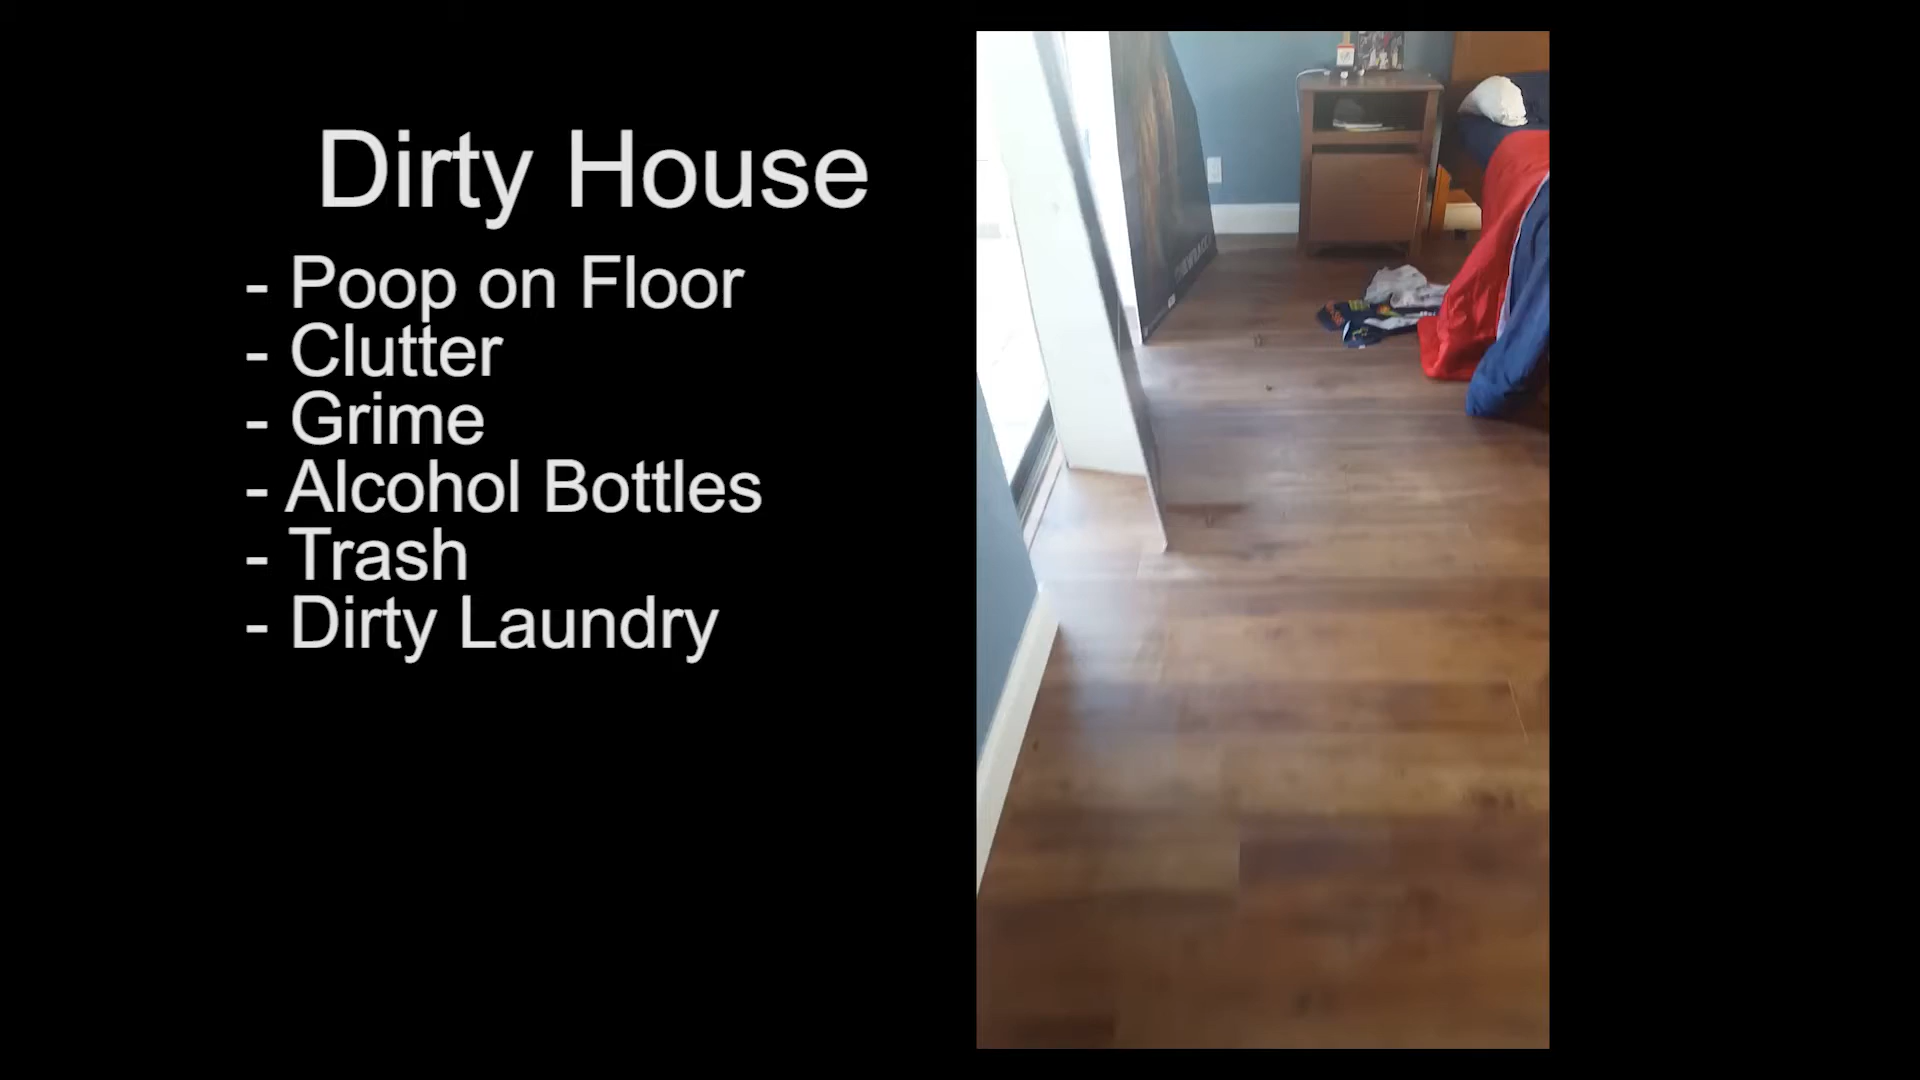 Dirty House
- Poop on Floor
- Clutter
- Grime
- Alcohol Bottles
- Trash
- Dirty Laundry